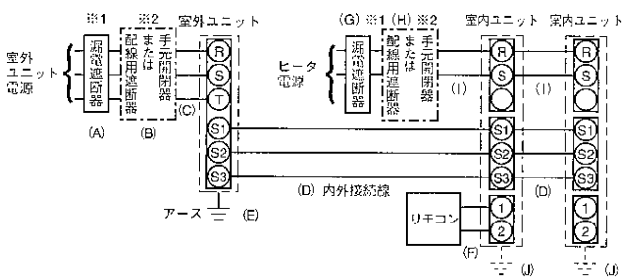 ※1
※2
室外ユニット
(G)
※1
(H)
※2
室内ユニット
室内ユニット
室外
ユニット
電源
漏電遮断器
手元開閉器
または
配線用遮断器
R
S
T
S1
S2
S3
(A)
(B)
(C)
ヒータ
電源
漏電遮断器
手元開閉器
または
配線用遮断器
R
S
(I)
(I)
R
S
S1
S2
S3
S1
S2
S3
(D) 内外接続線
(D)
アース
(E)
リモコン
(F)
1
2
1
2
(J)
(J)